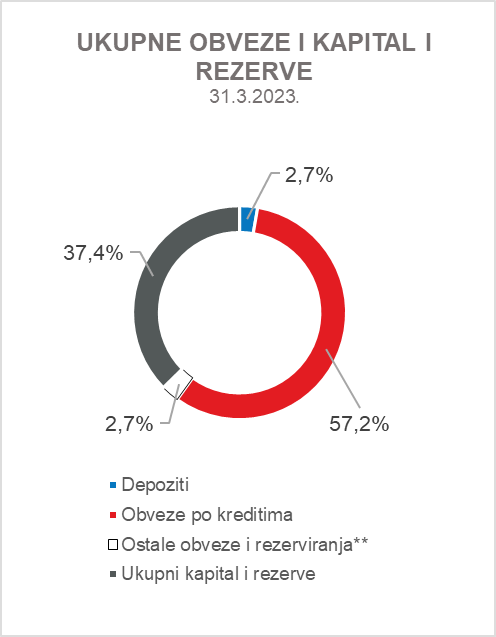 UKUPNE OBVEZE I KAPITAL I
REZERVE
31.3.2023.
2,7%
37,4%
2,7%
57,2%
Depoziti
Obveze po kreditima
Ostale obveze i rezerviranja**
Ukupni kapital i rezerve